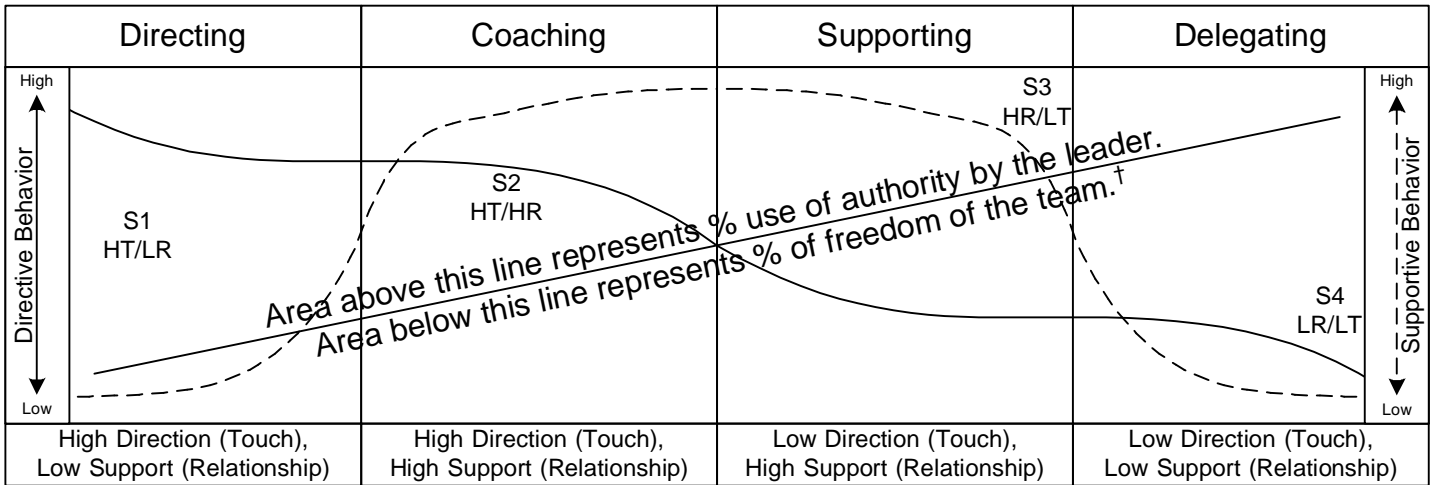 Directing
Coaching
Supporting
Delegating
High
Directive Behavior
Low
S1
HT/LR
S2
HT/HR
S3
HR/LT
S4
LR/LT
Area above this line represents % use of authority by the leader.
Area below this line represents % of freedom of the team.†
High
Supportive Behavior
Low
High Direction (Touch),
Low Support (Relationship)
High Direction (Touch),
High Support (Relationship)
Low Direction (Touch),
High Support (Relationship)
Low Direction (Touch),
Low Support (Relationship)